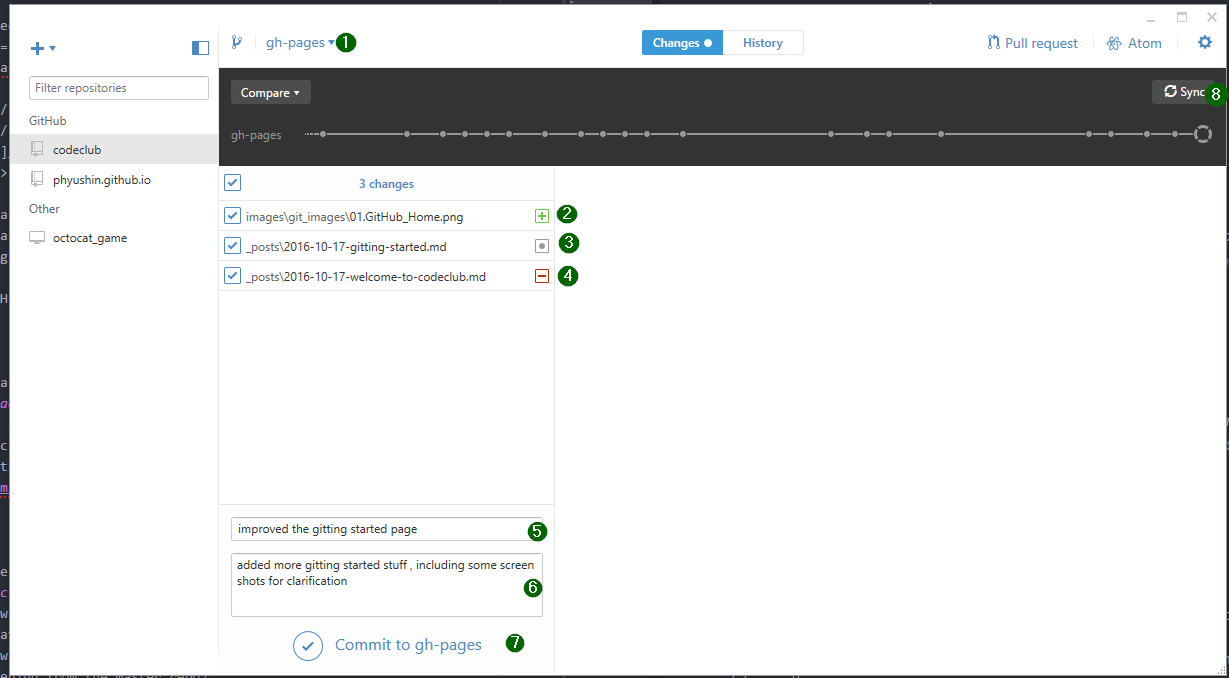 gh-pages 1
Changes
History
Pull request
Atom
Filter repositories
GitHub
codeclub
phyushin.github.io
Other
octocat_game
Compare
Sync 8
gh-pages
3 changes
images\git_images\01.GitHub_Home.png 2
_posts\2016-10-17-gitting-started.md 3
_posts\2016-10-17-welcome-to-codeclub.md 4
improved the gitting started page 5
added more gitting started stuff , including some screen
shots for clarification
6
Commit to gh-pages 7